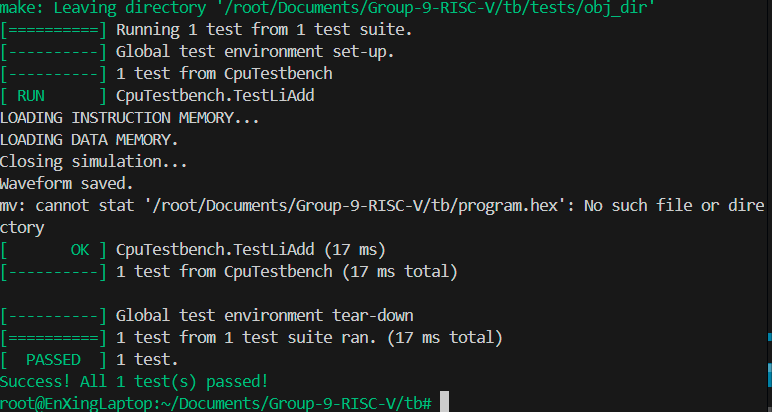 make: Leaving directory '/root/Documents/Group-9-RISC-V/tb/tests/obj_dir'
[==========] Running 1 test from 1 test suite.
[----------] Global test environment set-up.
[----------] 1 test from CpuTestbench
[ RUN      ] CpuTestbench.TestLiAdd
LOADING INSTRUCTION MEMORY...
LOADING DATA MEMORY.
Closing simulation...
Waveform saved.
mv: cannot stat '/root/Documents/Group-9-RISC-V/tb/program.hex': No such file or dire
ctory
[       OK ] CpuTestbench.TestLiAdd (17 ms)
[----------] 1 test from CpuTestbench (17 ms total)
[----------] Global test environment tear-down
[==========] 1 test from 1 test suite ran. (17 ms total)
[  PASSED  ] 1 test.
Success! All 1 test(s) passed!
root@EnXingLaptop:~/Documents/Group-9-RISC-V/tb#